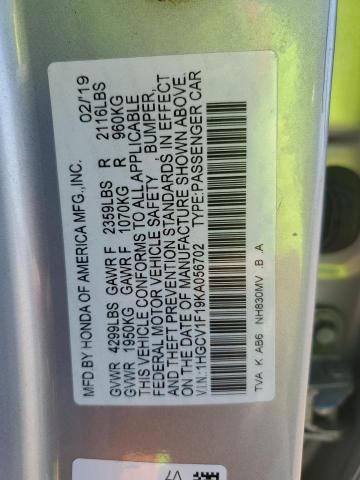 MFD.BY HONDA OF AMERICA MFG.,INC. 02/'19
GVWR 4299LBS GAWR F 2359LBS R 2116LBS
GVWR 1950KG GAWR F 1070KG R 960KG
THIS VEHICLE CONFORMS TO ALL APPLICABLE
FEDERAL MOTOR VEHICLE SAFETY , BUMPER,
AND THEFT PREVENTION STANDARDS IN EFFECT
ON THE DATE OF MANUFACTURE SHOWN ABOVE.
V.I.N.:1HGCV1F19KA056702 TYPE:PASSENGER CAR
TVA K AB6 NH830MV .B .A